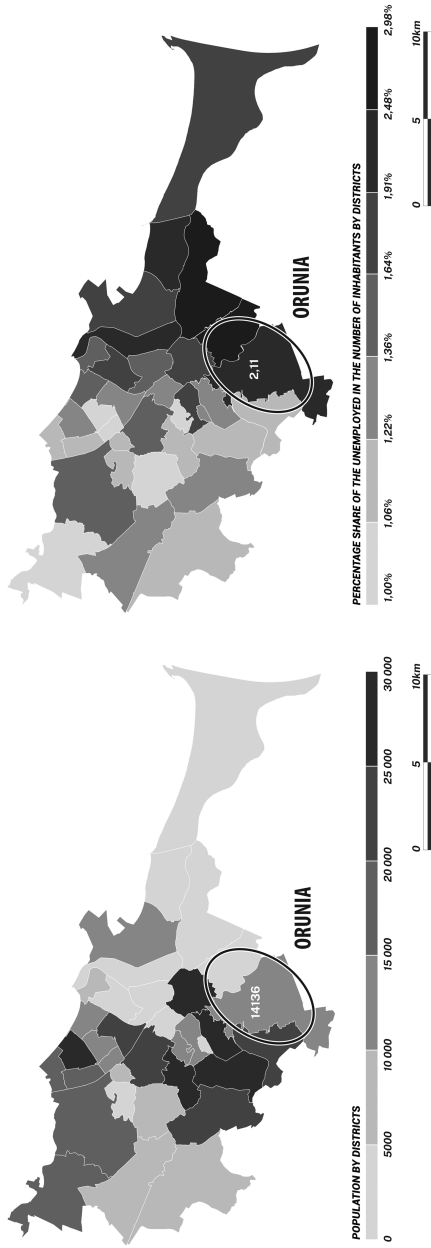 ORUNIA
14136
POPULATION BY DISTRICTS
0 5000 10 000 15 000 20 000 25 000 30 000
0 5 10km
ORUNIA
2,11
PERCENTAGE SHARE OF THE UNEMPLOYED IN THE NUMBER OF INHABITANTS BY DISTRICTS
1,00% 1,06% 1,22% 1,36% 1,64% 1,91% 2,48% 2,98%
0 5 10km